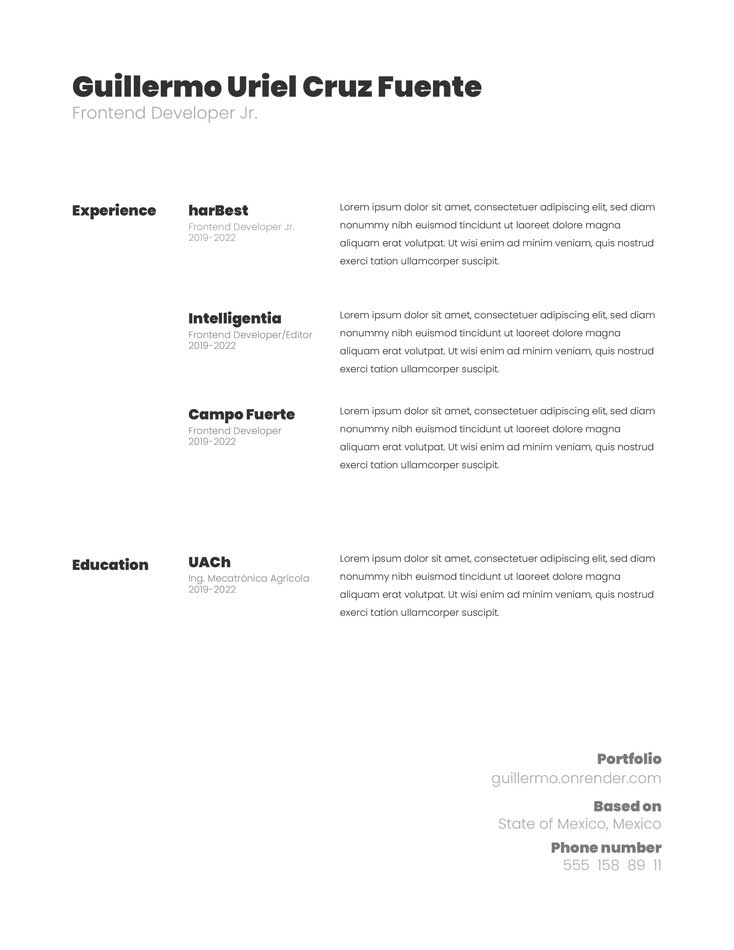 Guillermo Uriel Cruz Fuente
Frontend Developer Jr.
Experience
harBest
Frontend Developer Jr.
2019-2022
Lorem ipsum dolor sit amet, consectetuer adipiscing elit, sed diam
nonummy nibh euismod tincidunt ut laoreet dolore magna
aliquam erat volutpat. Ut wisi enim ad minim veniam, quis nostrud
exerci tation ullamcorper suscipit.
Intelligentia
Frontend Developer/Editor
2019-2022
Lorem ipsum dolor sit amet, consectetuer adipiscing elit, sed diam
nonummy nibh euismod tincidunt ut laoreet dolore magna
aliquam erat volutpat. Ut wisi enim ad minim veniam, quis nostrud
exerci tation ullamcorper suscipit.
Campo Fuerte
Frontend Developer
2019-2022
Lorem ipsum dolor sit amet, consectetuer adipiscing elit, sed diam
nonummy nibh euismod tincidunt ut laoreet dolore magna
aliquam erat volutpat. Ut wisi enim ad minim veniam, quis nostrud
exerci tation ullamcorper suscipit.
Education
UACh
Ing. Mecatrónica Agrícola
2019-2022
Lorem ipsum dolor sit amet, consectetuer adipiscing elit, sed diam
nonummy nibh euismod tincidunt ut laoreet dolore magna
aliquam erat volutpat. Ut wisi enim ad minim veniam, quis nostrud
exerci tation ullamcorper suscipit.
Portfolio
guillermo.onrender.com
Based on
State of Mexico, Mexico
Phone number
555 158 89 11